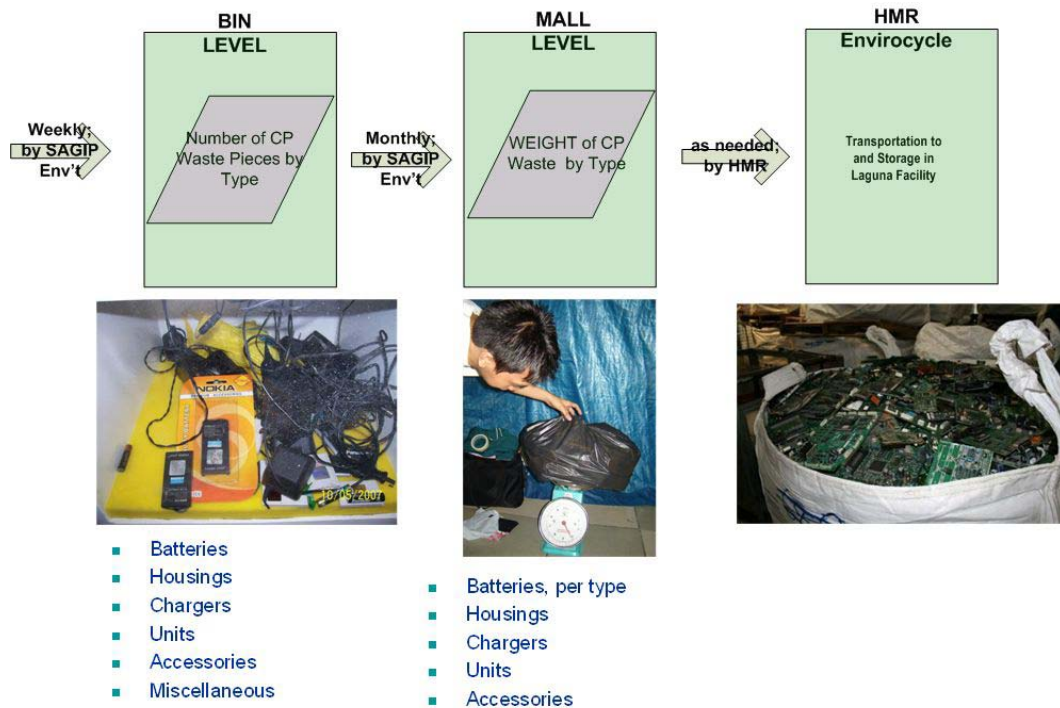 BIN
LEVEL
MALL
LEVEL
HMR
Envirocycle
Weekly;
by SAGIP
Env't
Number of CP
Waste Pieces by
Type
Monthly;
by SAGIP
Env't
WEIGHT of CP
Waste by Type
as needed;
by HMR
Transportation to
and Storage in
Laguna Facility
NOKIA
10/05/2007
Batteries
Housings
Chargers
Units
Accessories
Miscellaneous
Batteries, per type
Housings
Chargers
Units
Accessories